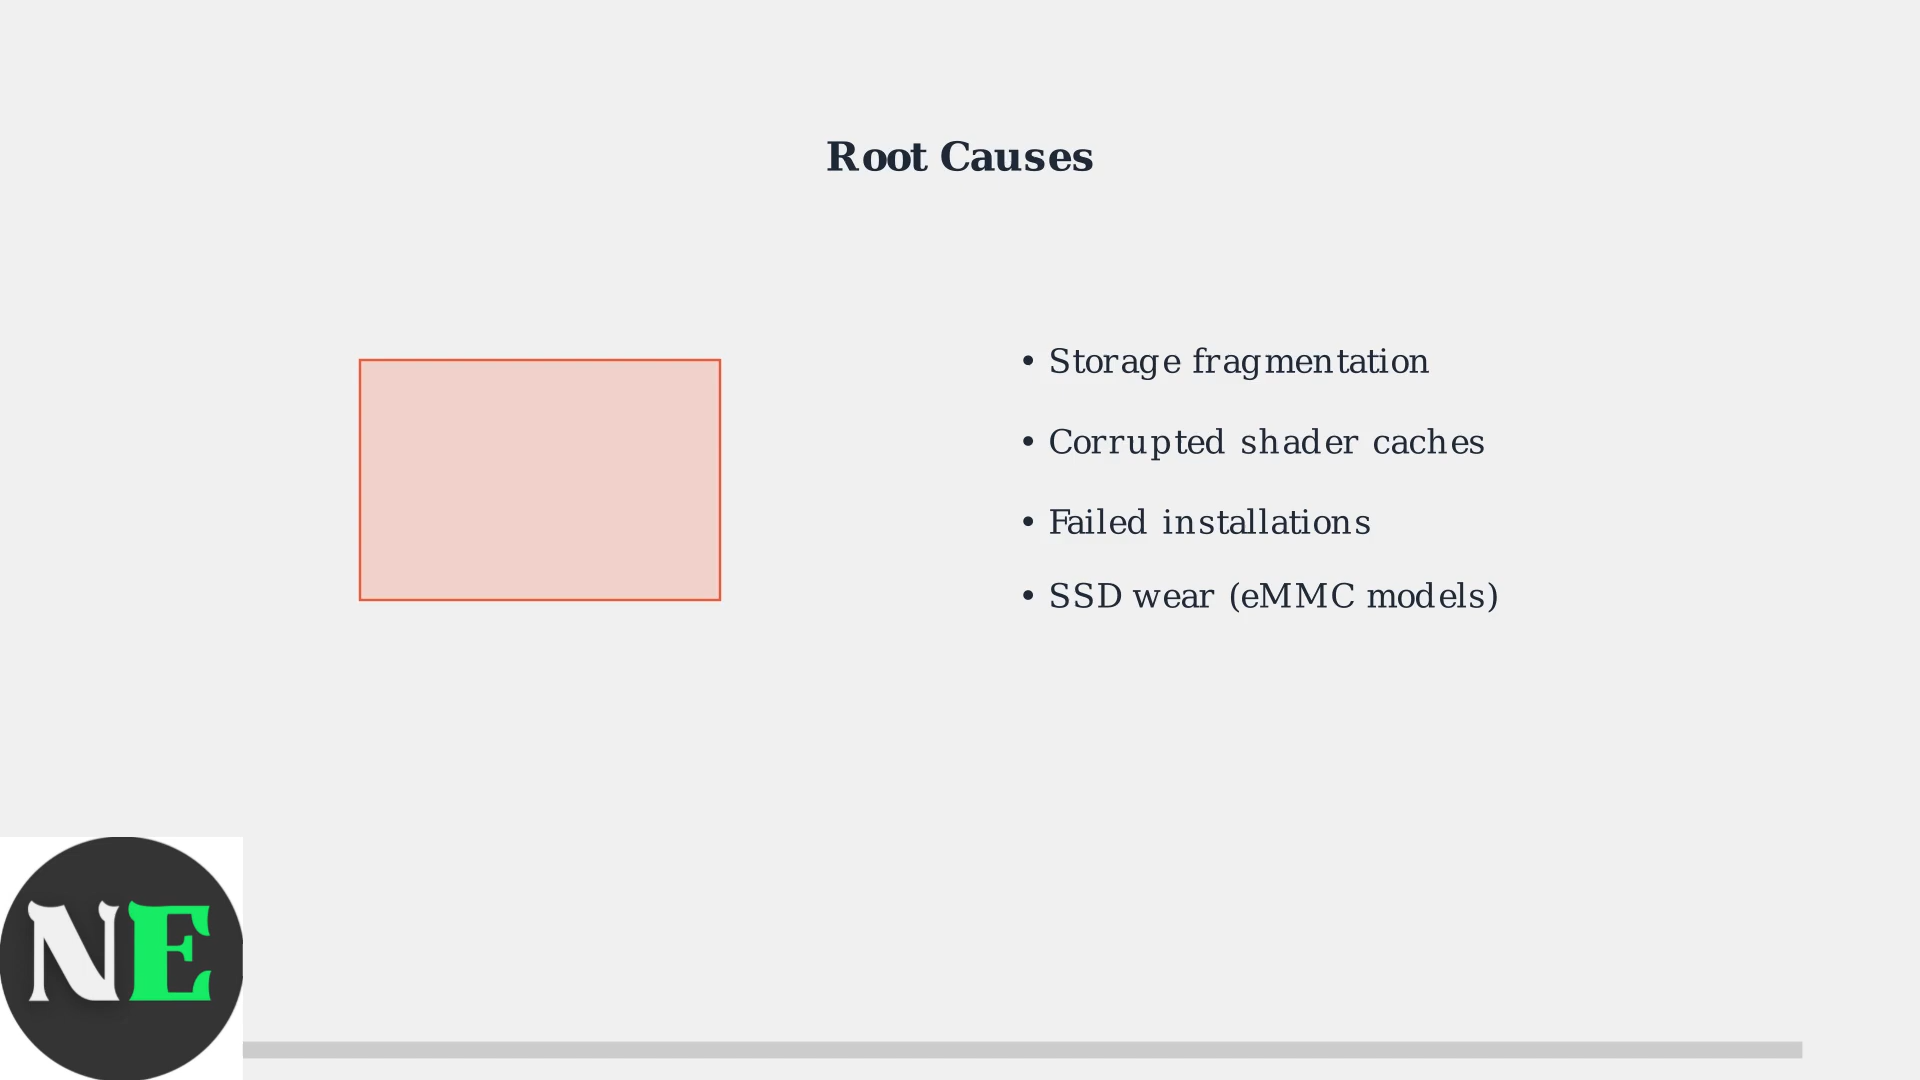 Root Causes
• Storage fragmentation
• Corrupted shader caches
• Failed installations
• SSD wear (eMMC models)
NE